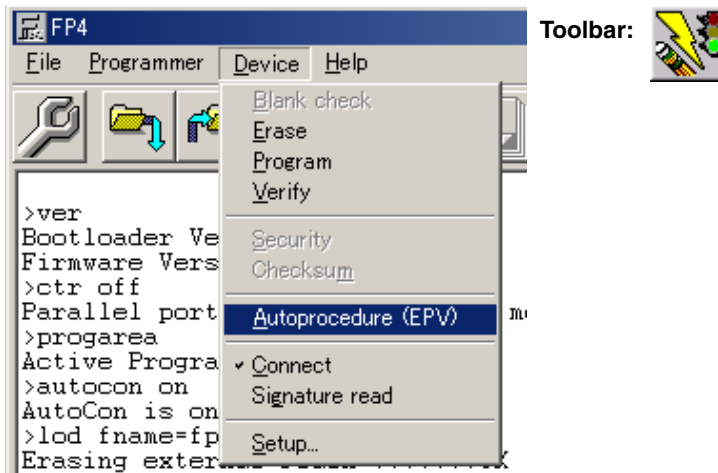 FP4
Toolbar:
File Programmer Device Help
Blank check
Erase
Program
Verify
Security
Checksum
Autoprocedure (EPV)
Connect
Signature read
Setup...
>ver
Bootloader Ve
Firmware Vers
>ctr off
Parallel port
>progarea
Active Progra
>autocon on
AutoCon is on
>lod fname=fp
Erasing exter